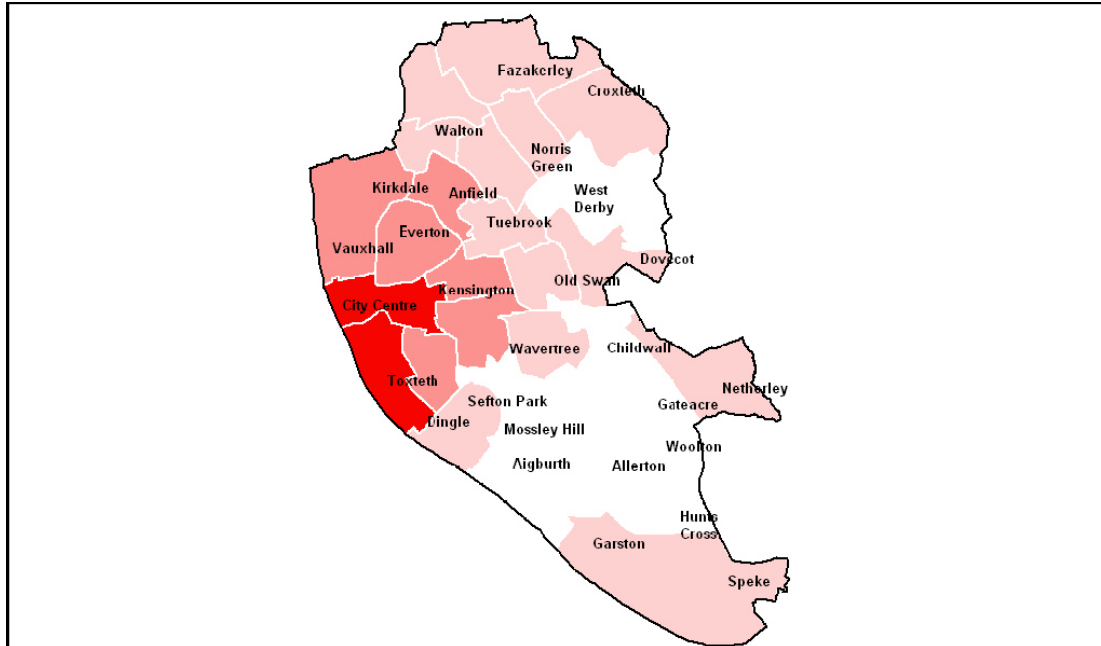 Fazakerley
Croxteth
Walton
Norris
Green
Kirkdale
Anfield
West
Derby
Tuebrook
Everton
Vauxhall
Dovecot
Old Swan
Kensington
City Centre
Wavertree
Childwall
Toxteth
Netherley
Sefton Park
Gateacre
Dingle
Mossley Hill
Woolton
Aigburth
Allerton
Hunts
Cross
Garston
Speke